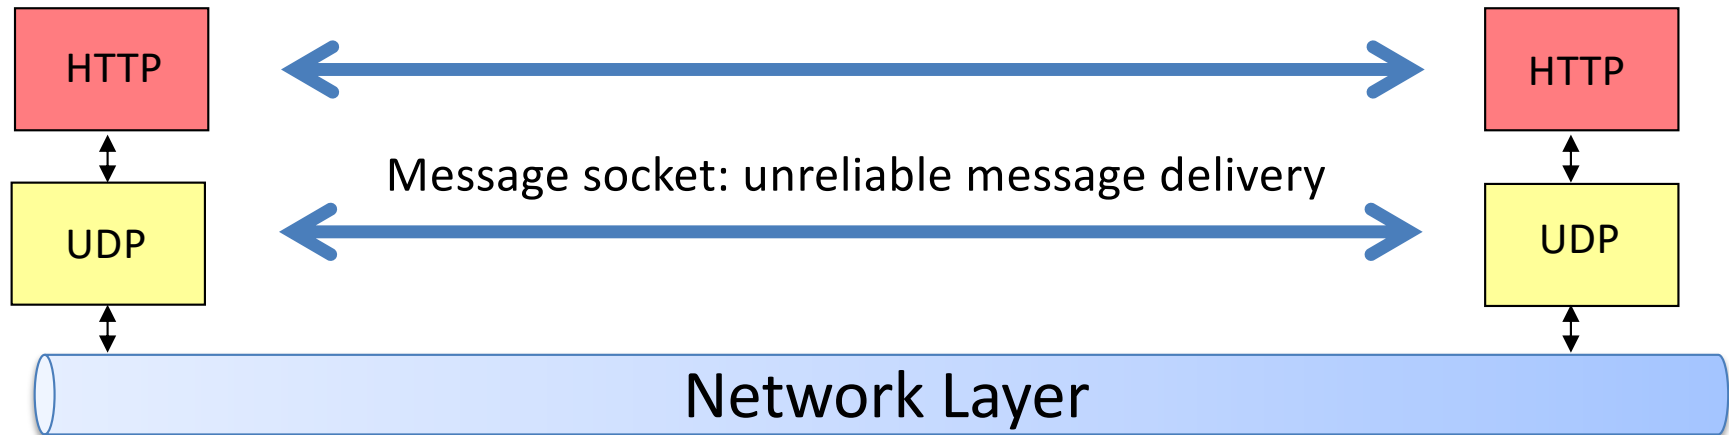 HTTP
HTTP
Message socket: unreliable message delivery
UDP
UDP
Network Layer